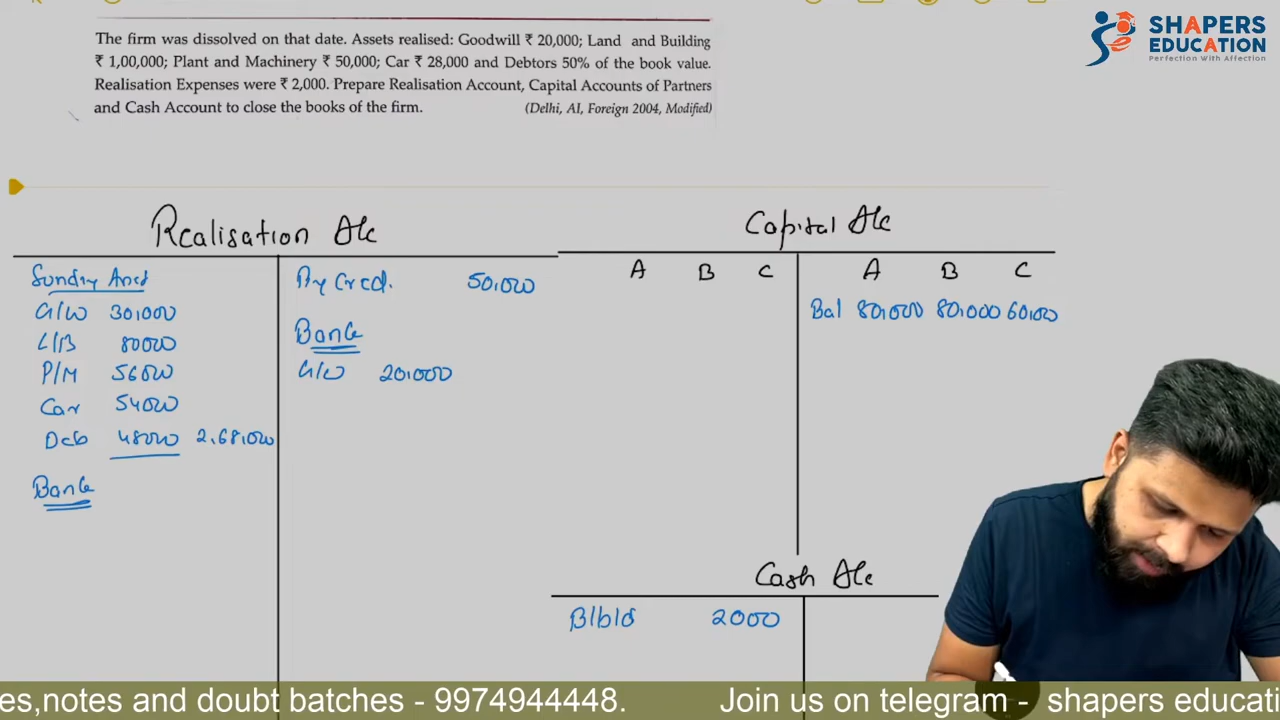 SHAPERS
EDUCATION
Perfection With Affection
The firm was dissolved on that date. Assets realised: Goodwill ₹ 20,000; Land and Building
₹ 1,00,000; Plant and Machinery ₹ 50,000; Car ₹ 28,000 and Debtors 50% of the book value.
Realisation Expenses were ₹ 2,000. Prepare Realisation Account, Capital Accounts of Partners
and Cash Account to close the books of the firm. (Delhi, AI, Foreign 2004, Modified)
Realisation A/c
Sundry Asset
G/W 30,000
L/B 80000
P/M 56000
Car 54000
Deb 48000 2,68,000
Bank
By Cred. 50,000
Bank
G/W 20,000
Capital A/c
A B C A B C
Bal 80,000 80,000 60,000
Cash A/c
B/b/d 2000
es,notes and doubt batches - 9974944448. Join us on telegram - shapers educati